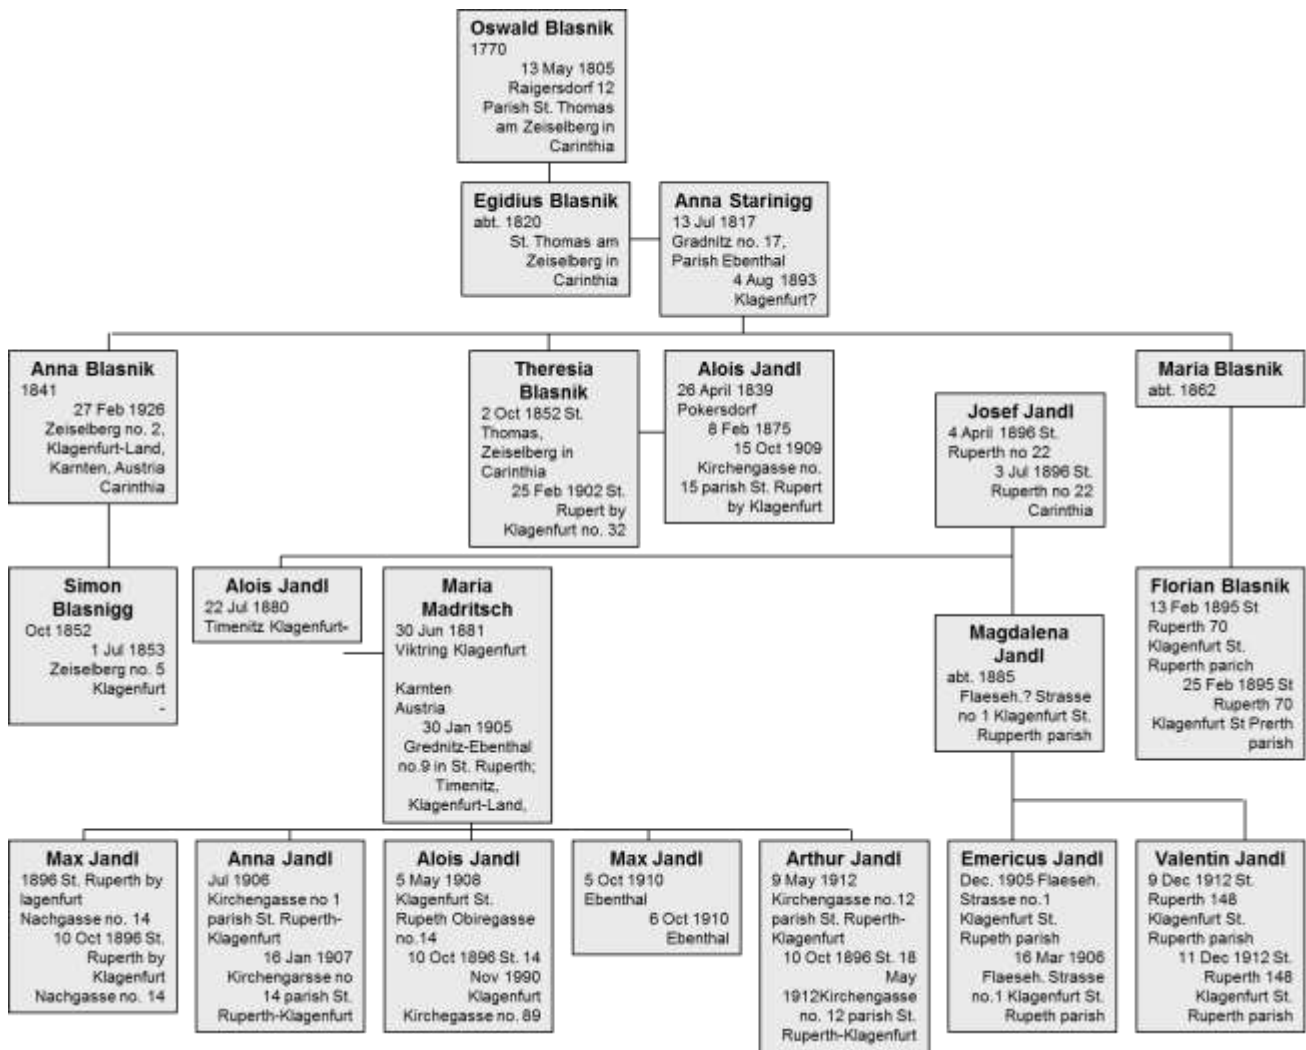 Oswald Blasnik
1770
13 May 1805
Raigersdorf 12
Parish St. Thomas
am Zeiselberg in
Carinthia
Egidius Blasnik
abt. 1820
St. Thomas am
Zeiselberg in
Carinthia
Anna Starinigg
13 Jul 1817
Gradnitz no. 17,
Parish Ebenthal
4 Aug 1893
Klagenfurt?
Anna Blasnik
1841
27 Feb 1926
Zeiselberg no. 2,
Klagenfurt-Land,
Karnten, Austria
Carinthia
Theresia
Blasnik
2 Oct 1852 St.
Thomas,
Zeiselberg in
Carinthia
25 Feb 1902 St.
Rupert by
Klagenfurt no. 32
Alois Jandl
26 April 1839
Pokersdorf
8 Feb 1875
15 Oct 1909
Kirchengasse no.
15 parish St. Rupert
by Klagenfurt
Josef Jandl
4 April 1896 St.
Ruperth no 22
3 Jul 1896 St.
Ruperth no 22
Carinthia
Maria Blasnik
abt. 1862
Simon
Blasnigg
Oct 1852
1 Jul 1853
Zeiselberg no. 5
Klagenfurt
-
Alois Jandl
22 Jul 1880
Timenitz Klagenfurt-
Maria
Madritsch
30 Jun 1881
Viktring Klagenfurt
Karnten
Austria
30 Jan 1905
Grednitz-Ebenthal
no.9 in St. Ruperth;
Timenitz,
Klagenfurt-Land,
Magdalena
Jandl
abt. 1885
Flaeseh.? Strasse
no 1 Klagenfurt St.
Rupperth parish
Florian Blasnik
13 Feb 1895 St
Ruperth 70
Klagenfurt St.
Ruperth parich
25 Feb 1895 St
Ruperth 70
Klagenfurt St Prerth
parish
Max Jandl
1896 St. Ruperth by
lagenfurt
Nachgasse no. 14
10 Oct 1896 St.
Ruperth by
Klagenfurt
Nachgasse no. 14
Anna Jandl
Jul 1906
Kirchengasse no 1
parish St. Ruperth-
Klagenfurt
16 Jan 1907
Kirchengarsse no
14 parish St.
Ruperth-Klagenfurt
Alois Jandl
5 May 1908
Klagenfurt St.
Rupeth Obiregasse
no.14
10 Oct 1896 St. 14
Nov 1990
Klagenfurt
Kirchegasse no. 89
Max Jandl
5 Oct 1910
Ebenthal
6 Oct 1910
Ebenthal
Arthur Jandl
9 May 1912
Kirchengasse no.12
parish St. Ruperth-
Klagenfurt
10 Oct 1896 St. 18
May
1912Kirchengasse
no. 12 parish St.
Ruperth-Klagenfurt
Emericus Jandl
Dec. 1905 Flaeseh.
Strasse no.1
Klagenfurt St.
Rupeth parish
16 Mar 1906
Flaeseh. Strasse
no.1 Klagenfurt St.
Rupeth parish
Valentin Jandl
9 Dec 1912 St.
Ruperth 148
Klagenfurt St.
Ruperth parish
11 Dec 1912 St.
Ruperth 148
Klagenfurt St.
Ruperth parish